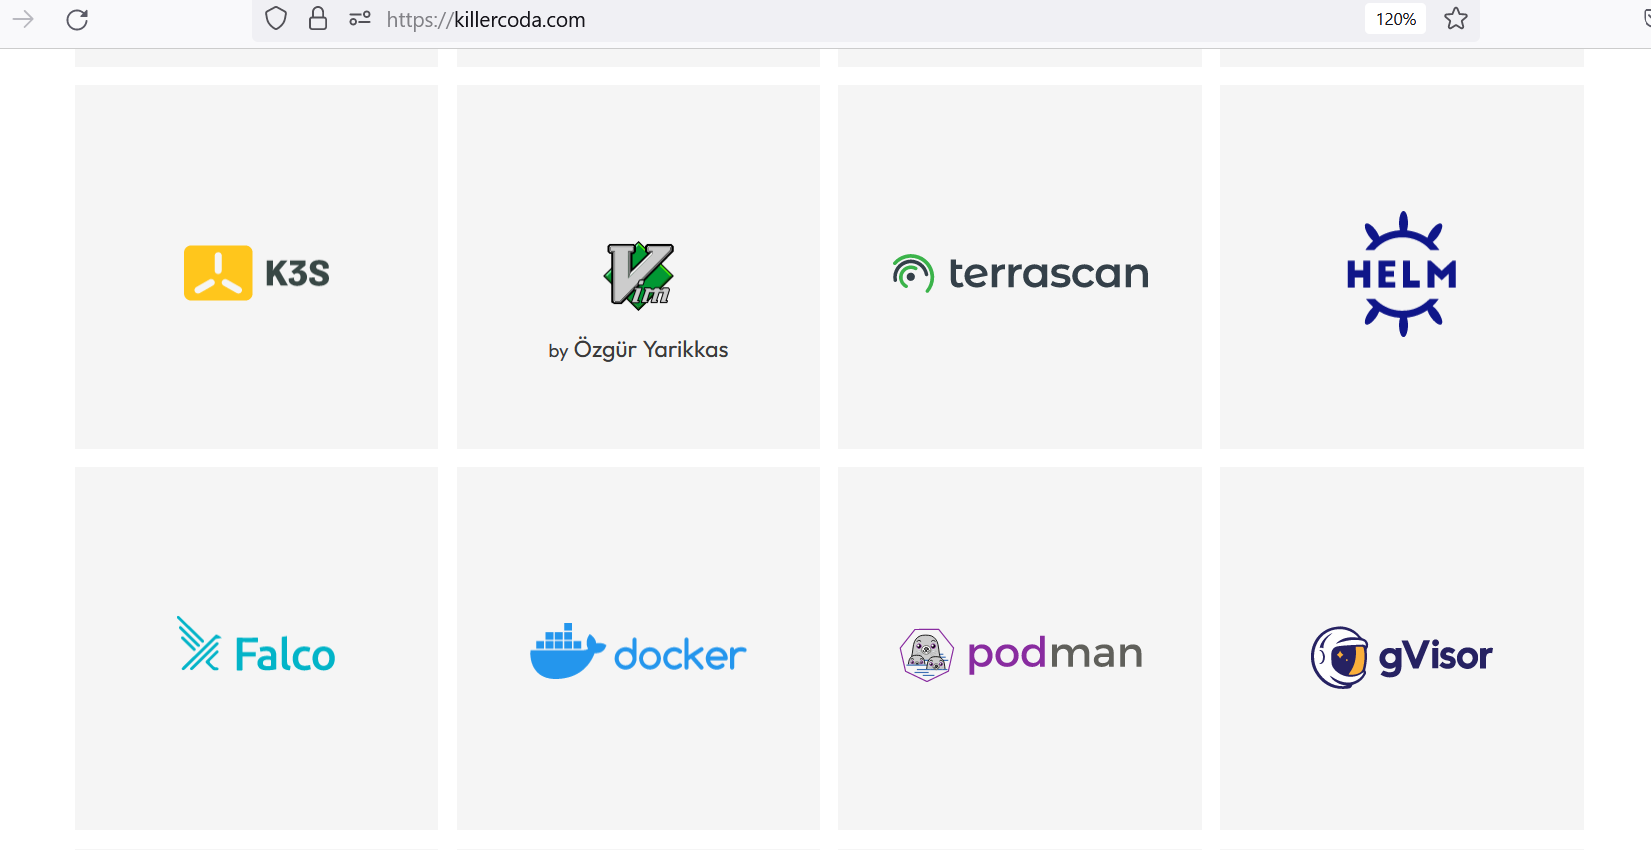 https://killercoda.com
120%
K3S
Vim
by Özgür Yarikkas
terrascan
HELM
Falco
docker
podman
gVisor